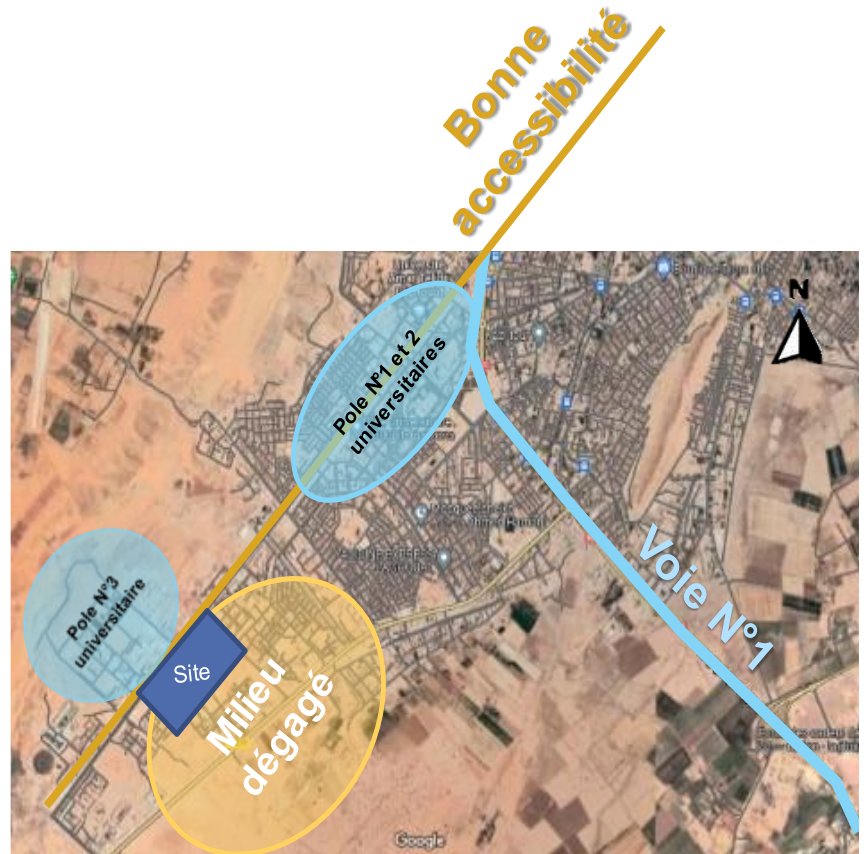 Bonne
accessibilité
N
Pole N°1 et 2
universitaires
Voie N°1
Pole N°3
universitaire
Site
Milieu
dégagé
Google